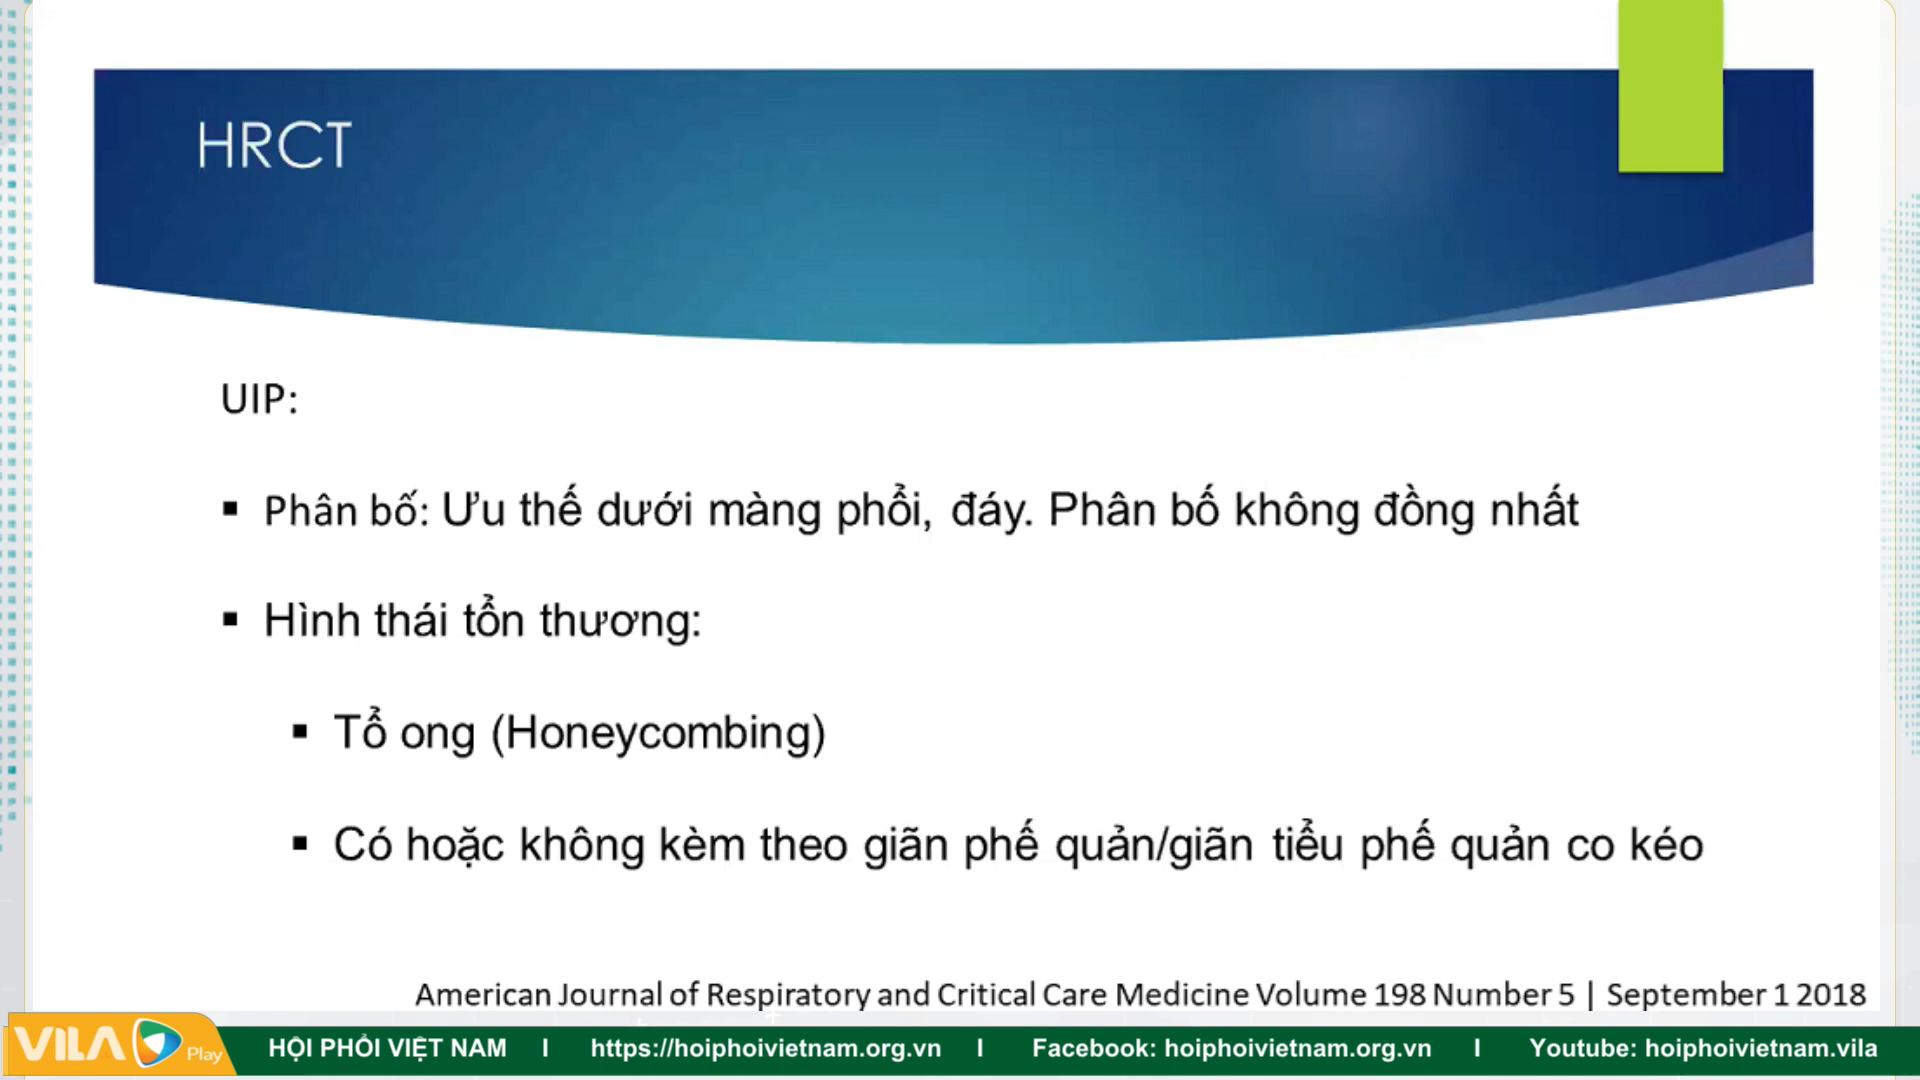 HRCT
UIP:
▪ Phân bố: Ưu thế dưới màng phổi, đáy. Phân bố không đồng nhất
▪ Hình thái tổn thương:
▪ Tổ ong (Honeycombing)
▪ Có hoặc không kèm theo giãn phế quản/giãn tiểu phế quản co kéo
American Journal of Respiratory and Critical Care Medicine Volume 198 Number 5 | September 1 2018
VILA Play HỘI PHỔI VIỆT NAM I https://hoiphoivietnam.org.vn I Facebook: hoiphoivietnam.org.vn I Youtube: hoiphoivietnam.vila